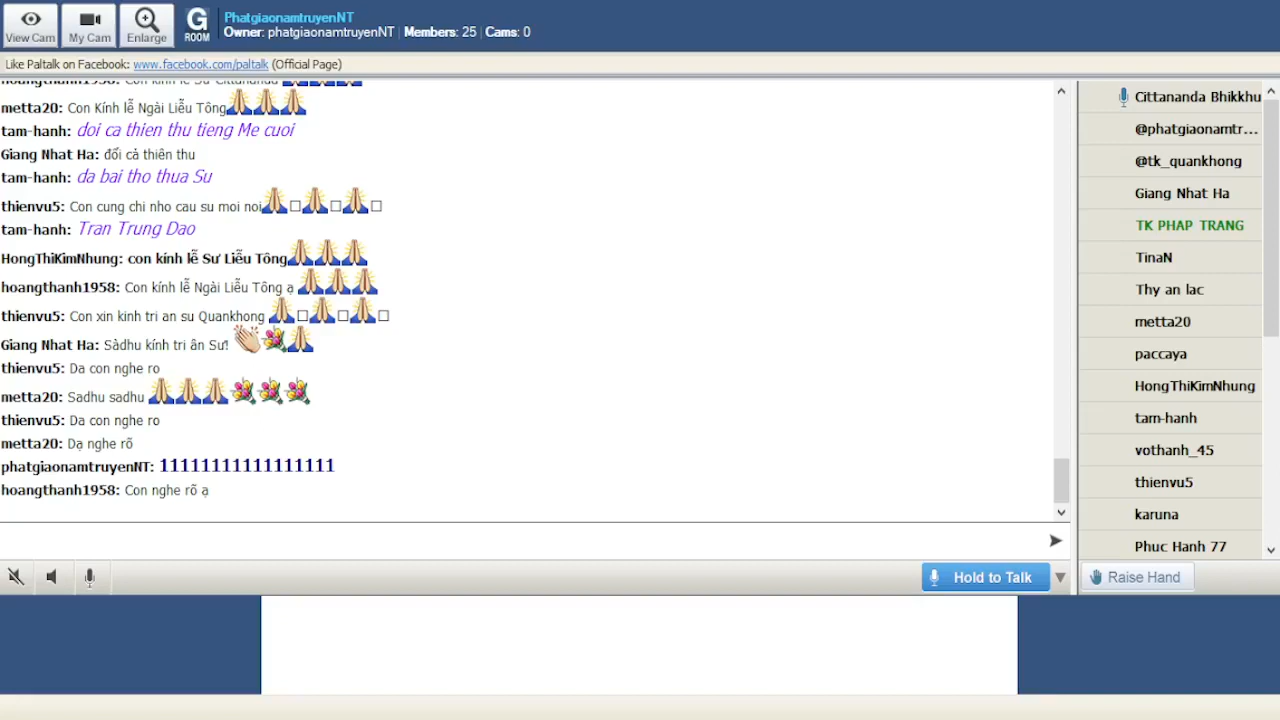 View Cam
My Cam
Enlarge
G
ROOM
PhatgiaonamtruyenNT
Owner: phatgiaonamtruyenNT | Members: 25 | Cams: 0
Like Paltalk on Facebook: www.facebook.com/paltalk (Official Page)
metta20: Con Kính lễ Ngài Liễu Tông
tam-hanh: doi ca thien thu tieng Me cuoi
Giang Nhat Ha: đổi cả thiên thu
tam-hanh: da bai tho thua Su
thienvu5: Con cung chi nho cau su moi noi
tam-hanh: Tran Trung Dao
HongThiKimNhung: con kính lễ Sư Liễu Tông
hoangthanh1958: Con kính lễ Ngài Liễu Tông ạ
thienvu5: Con xin kinh tri an su Quankhong
Giang Nhat Ha: Sàdhu kính tri ân Sư!
thienvu5: Da con nghe ro
metta20: Sadhu sadhu
thienvu5: Da con nghe ro
metta20: Dạ nghe rõ
phatgiaonamtruyenNT: 11111111111111111
hoangthanh1958: Con nghe rõ ạ
Hold to Talk
Cittananda Bhikkhu
@phatgiaonamtr...
@tk_quankhong
Giang Nhat Ha
TK PHAP TRANG
TinaN
Thy an lac
metta20
paccaya
HongThiKimNhung
tam-hanh
vothanh_45
thienvu5
karuna
Phuc Hanh 77
Raise Hand